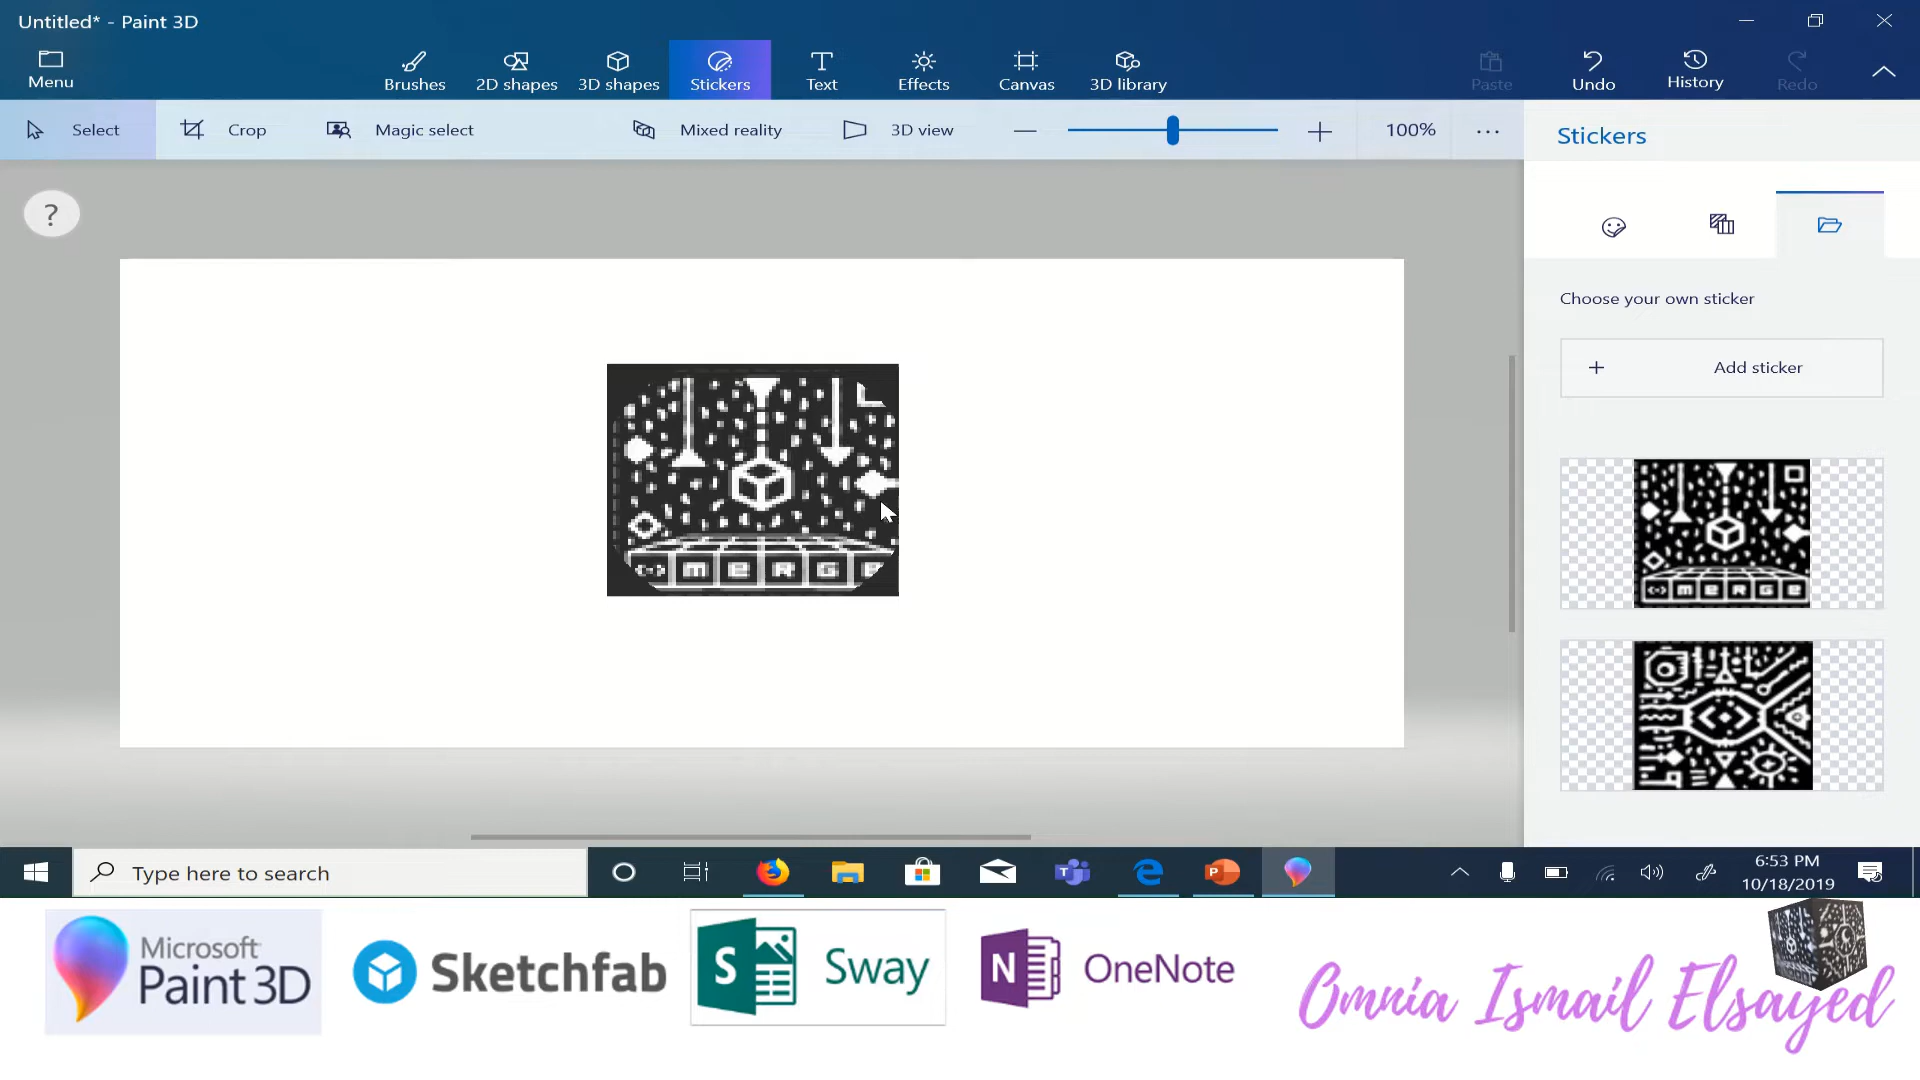 Untitled* - Paint 3D
Menu
Brushes
2D shapes
3D shapes
Stickers
Text
Effects
Canvas
3D library
Paste
Undo
History
Redo
Select
Crop
Magic select
Mixed reality
3D view
100%
Stickers
?
Choose your own sticker
Add sticker
MERGE
MERGE
Type here to search
6:53 PM
10/18/2019
Microsoft
Paint 3D
Sketchfab
S Sway
N OneNote
Omnia Ismail Elsayed